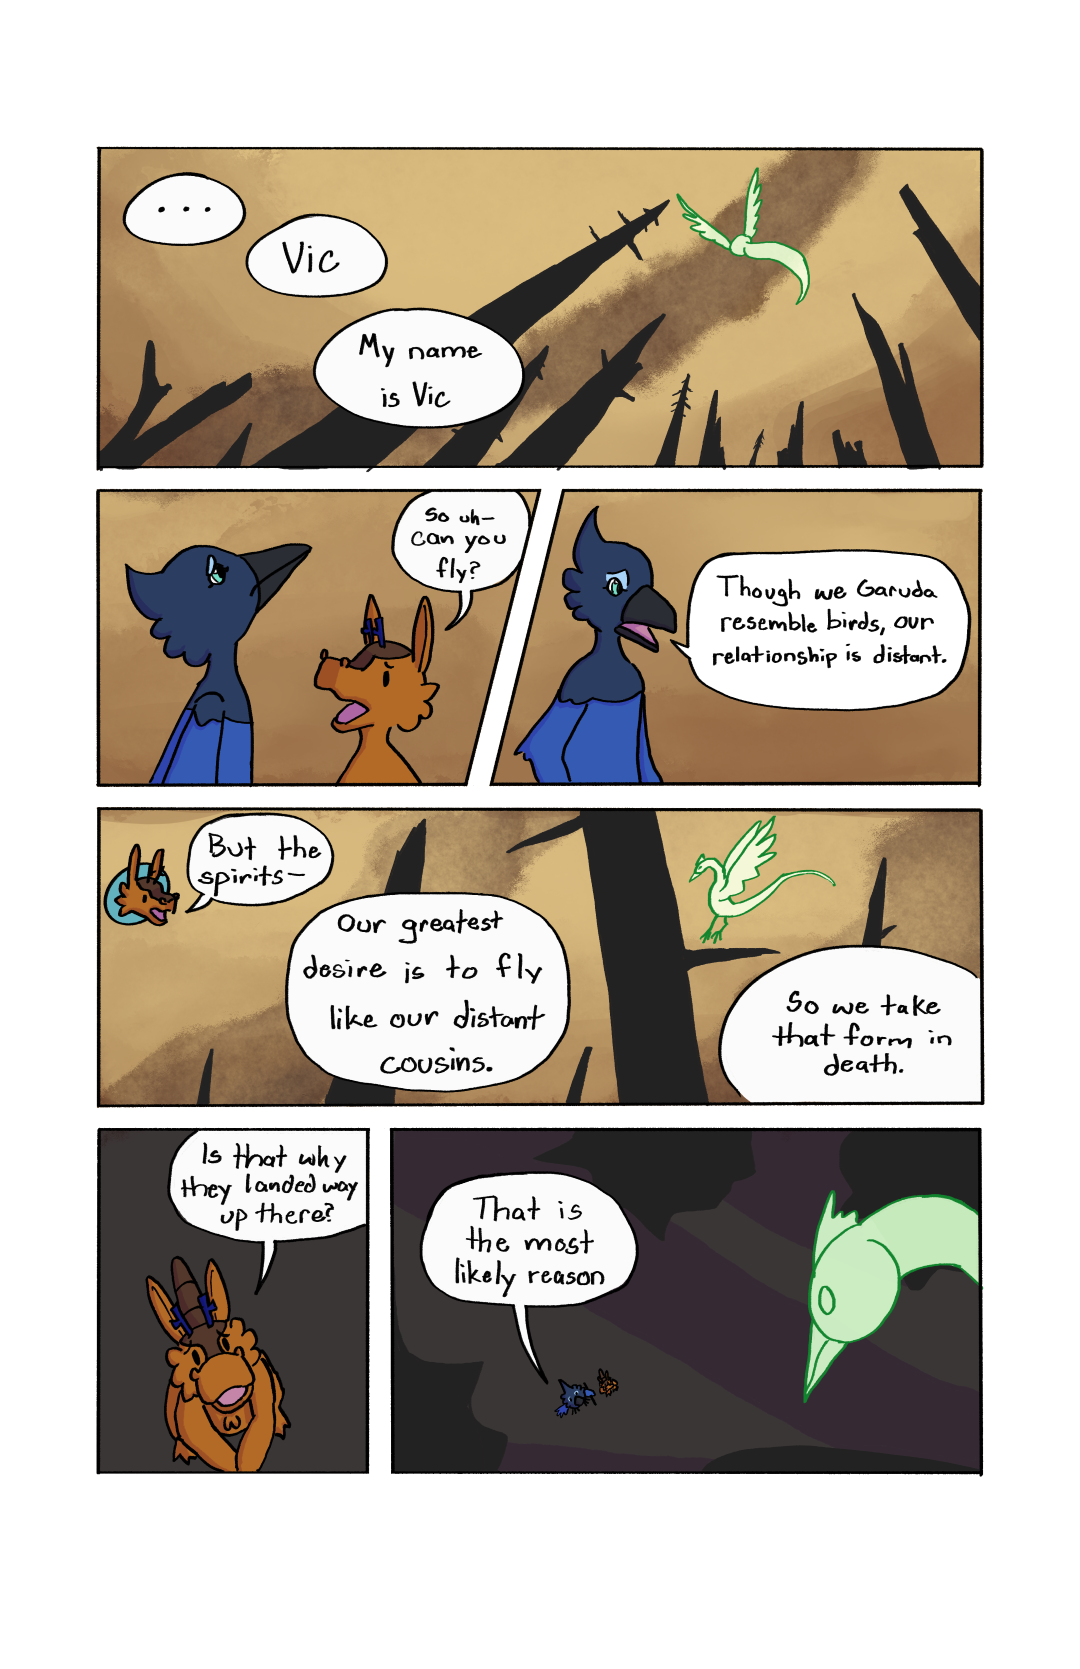 ...
Vic
My name
is Vic
So uh-
can you
fly?
Though we Garuda
resemble birds, our
relationship is distant.
But the
spirits-
Our greatest
desire is to fly
like our distant
cousins.
So we take
that form in
death.
Is that why
they landed way
up there?
That is
the most
likely reason